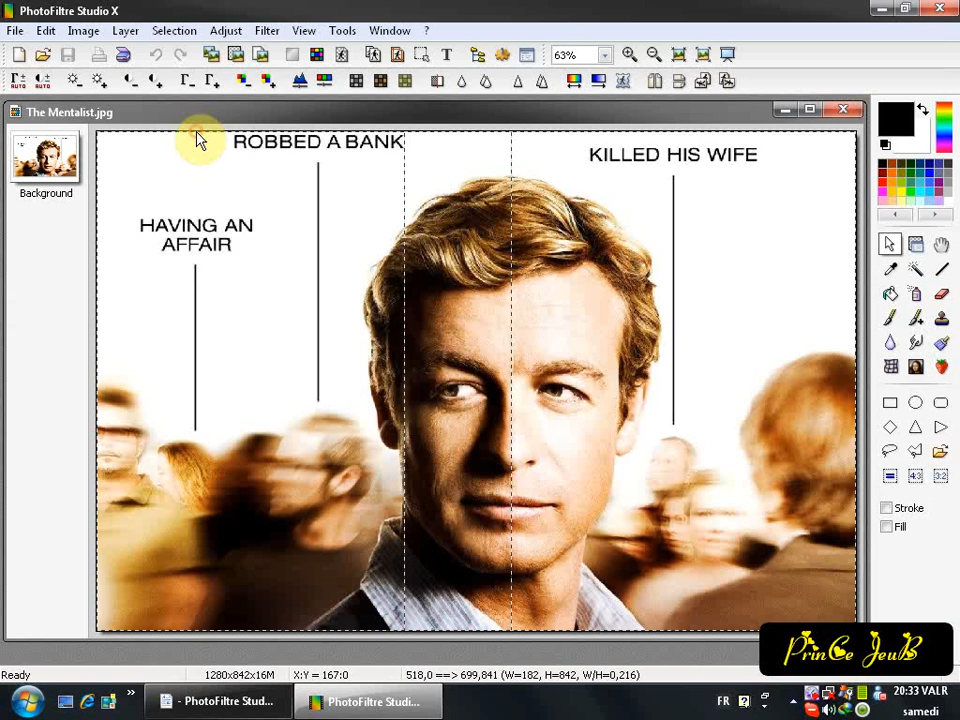 PhotoFiltre Studio X
File Edit Image Layer Selection Adjust Filter View Tools Window ?
63%
The Mentalist.jpg
Background
ROBBED A BANK
KILLED HIS WIFE
HAVING AN
AFFAIR
Stroke
Fill
PrinCe JeuB
Ready
1280x842x16M
X:Y = 167:0
518,0 ==> 699,841 (W=182, H=842, W/H=0,216)
- PhotoFiltre Stud...
PhotoFiltre Studi...
FR
20:33 VALR
samedi